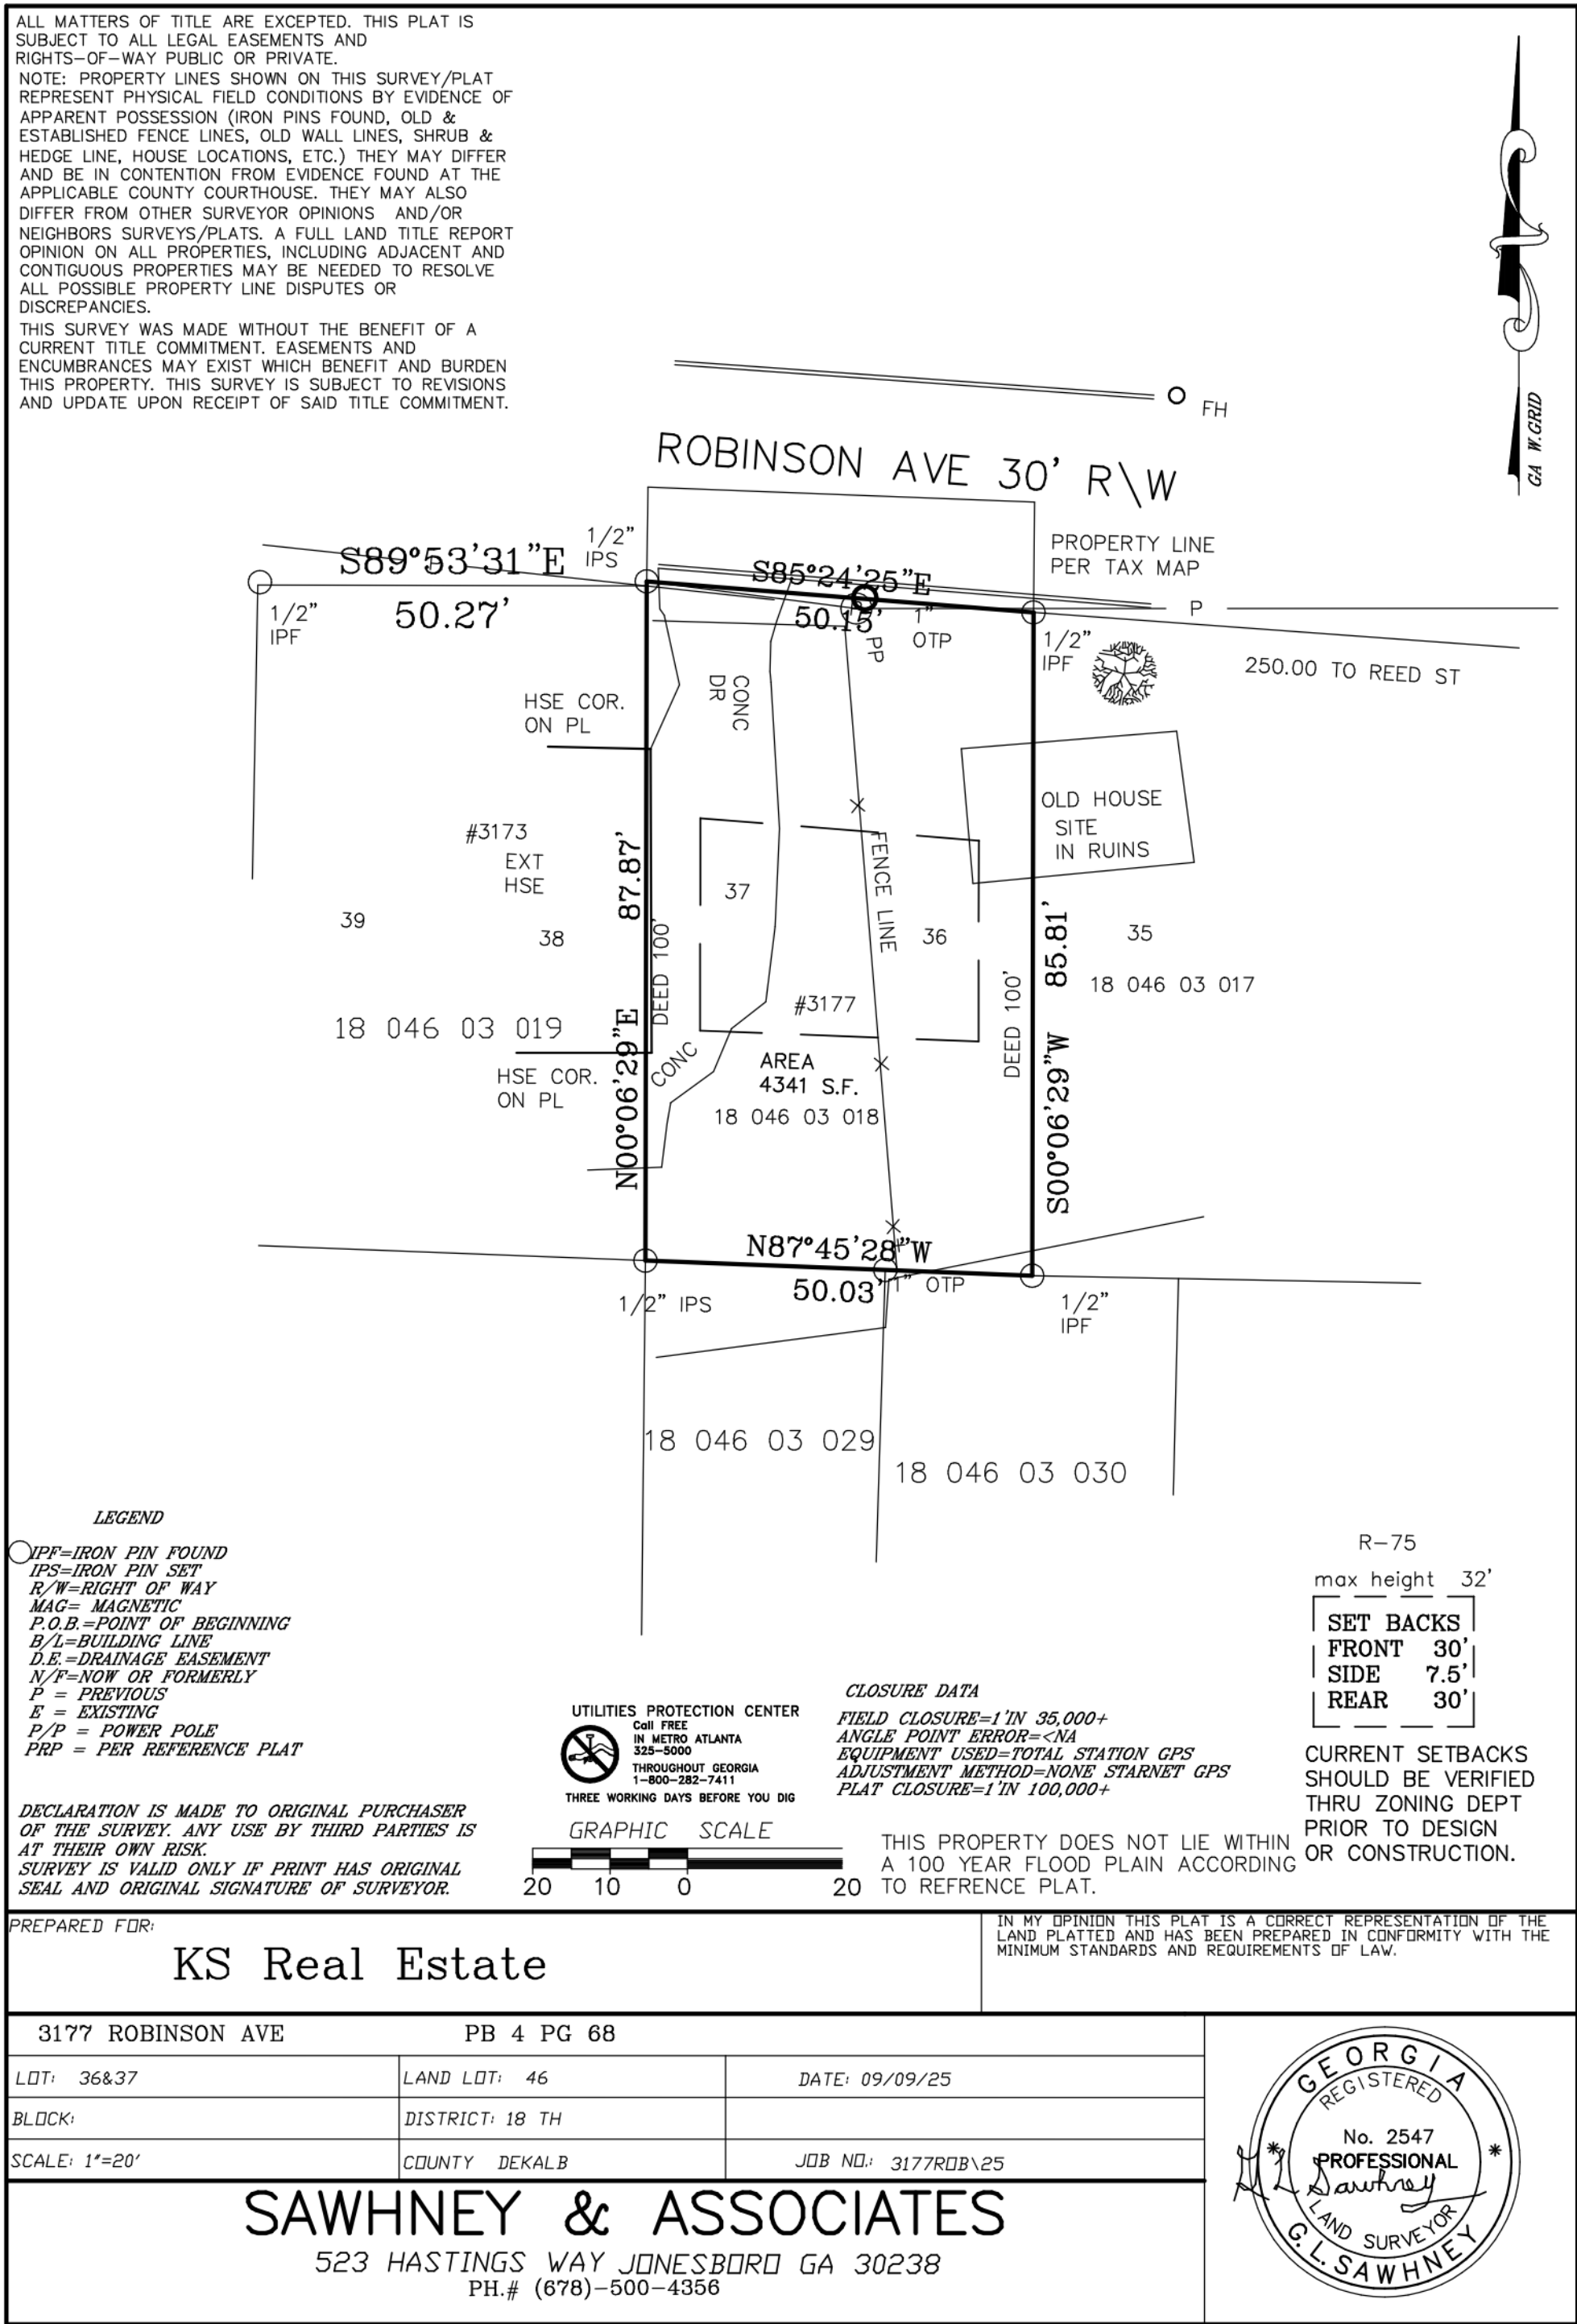 ALL MATTERS OF TITLE ARE EXCEPTED. THIS PLAT IS
SUBJECT TO ALL LEGAL EASEMENTS AND
RIGHTS-OF-WAY PUBLIC OR PRIVATE.
NOTE: PROPERTY LINES SHOWN ON THIS SURVEY/PLAT
REPRESENT PHYSICAL FIELD CONDITIONS BY EVIDENCE OF
APPARENT POSSESSION (IRON PINS FOUND, OLD &
ESTABLISHED FENCE LINES, OLD WALL LINES, SHRUB &
HEDGE LINE, HOUSE LOCATIONS, ETC.) THEY MAY DIFFER
AND BE IN CONTENTION FROM EVIDENCE FOUND AT THE
APPLICABLE COUNTY COURTHOUSE. THEY MAY ALSO
DIFFER FROM OTHER SURVEYOR OPINIONS AND/OR
NEIGHBORS SURVEYS/PLATS. A FULL LAND TITLE REPORT
OPINION ON ALL PROPERTIES, INCLUDING ADJACENT AND
CONTIGUOUS PROPERTIES MAY BE NEEDED TO RESOLVE
ALL POSSIBLE PROPERTY LINE DISPUTES OR
DISCREPANCIES.
THIS SURVEY WAS MADE WITHOUT THE BENEFIT OF A
CURRENT TITLE COMMITMENT. EASEMENTS AND
ENCUMBRANCES MAY EXIST WHICH BENEFIT AND BURDEN
THIS PROPERTY. THIS SURVEY IS SUBJECT TO REVISIONS
AND UPDATE UPON RECEIPT OF SAID TITLE COMMITMENT.
GA W.GRID
FH
ROBINSON AVE 30' R\W
1/2"
IPS
PROPERTY LINE
PER TAX MAP
S89°53'31"E
50.27'
S85°24'25"E
50.15'
1"
OTP
PP
P
1/2"
IPF
1/2"
IPF
250.00 TO REED ST
CONC
DR
HSE COR.
ON PL
OLD HOUSE
SITE
IN RUINS
#3173
EXT
HSE
87.87'
N00°06'29"E
DEED 100'
FENCE LINE
37
36
39
38
35
85.81'
S00°06'29"W
DEED 100'
18 046 03 017
#3177
18 046 03 019
CONC
HSE COR.
ON PL
AREA
4341 S.F.
18 046 03 018
N87°45'28"W
50.03'
1" OTP
1/2" IPS
1/2"
IPF
18 046 03 029
18 046 03 030
LEGEND
IPF=IRON PIN FOUND
IPS=IRON PIN SET
R/W=RIGHT OF WAY
MAG= MAGNETIC
P.O.B.=POINT OF BEGINNING
B/L=BUILDING LINE
D.E.=DRAINAGE EASEMENT
N/F=NOW OR FORMERLY
P = PREVIOUS
E = EXISTING
P/P = POWER POLE
PRP = PER REFERENCE PLAT
R-75
max height 32'
SET BACKS
FRONT 30'
SIDE 7.5'
REAR 30'
CURRENT SETBACKS
SHOULD BE VERIFIED
THRU ZONING DEPT
PRIOR TO DESIGN
OR CONSTRUCTION.
UTILITIES PROTECTION CENTER
Call FREE
IN METRO ATLANTA
325-5000
THROUGHOUT GEORGIA
1-800-282-7411
THREE WORKING DAYS BEFORE YOU DIG
CLOSURE DATA
FIELD CLOSURE=1'IN 35,000+
ANGLE POINT ERROR=<NA
EQUIPMENT USED=TOTAL STATION GPS
ADJUSTMENT METHOD=NONE STARNET GPS
PLAT CLOSURE=1'IN 100,000+
DECLARATION IS MADE TO ORIGINAL PURCHASER
OF THE SURVEY. ANY USE BY THIRD PARTIES IS
AT THEIR OWN RISK.
SURVEY IS VALID ONLY IF PRINT HAS ORIGINAL
SEAL AND ORIGINAL SIGNATURE OF SURVEYOR.
GRAPHIC SCALE
20 10 0 20
THIS PROPERTY DOES NOT LIE WITHIN
A 100 YEAR FLOOD PLAIN ACCORDING
TO REFRENCE PLAT.
PREPARED FOR:
KS Real Estate
IN MY OPINION THIS PLAT IS A CORRECT REPRESENTATION OF THE
LAND PLATTED AND HAS BEEN PREPARED IN CONFORMITY WITH THE
MINIMUM STANDARDS AND REQUIREMENTS OF LAW.
3177 ROBINSON AVE PB 4 PG 68
LOT: 36&37
LAND LOT: 46
DATE: 09/09/25
BLOCK:
DISTRICT: 18 TH
SCALE: 1"=20'
COUNTY DEKALB
JOB NO.: 3177ROB\25
SAWHNEY & ASSOCIATES
523 HASTINGS WAY JONESBORO GA 30238
PH.# (678)-500-4356
GEORGIA
REGISTERED
No. 2547
PROFESSIONAL
G L Sawhney
LAND SURVEYOR
G. L. SAWHNEY